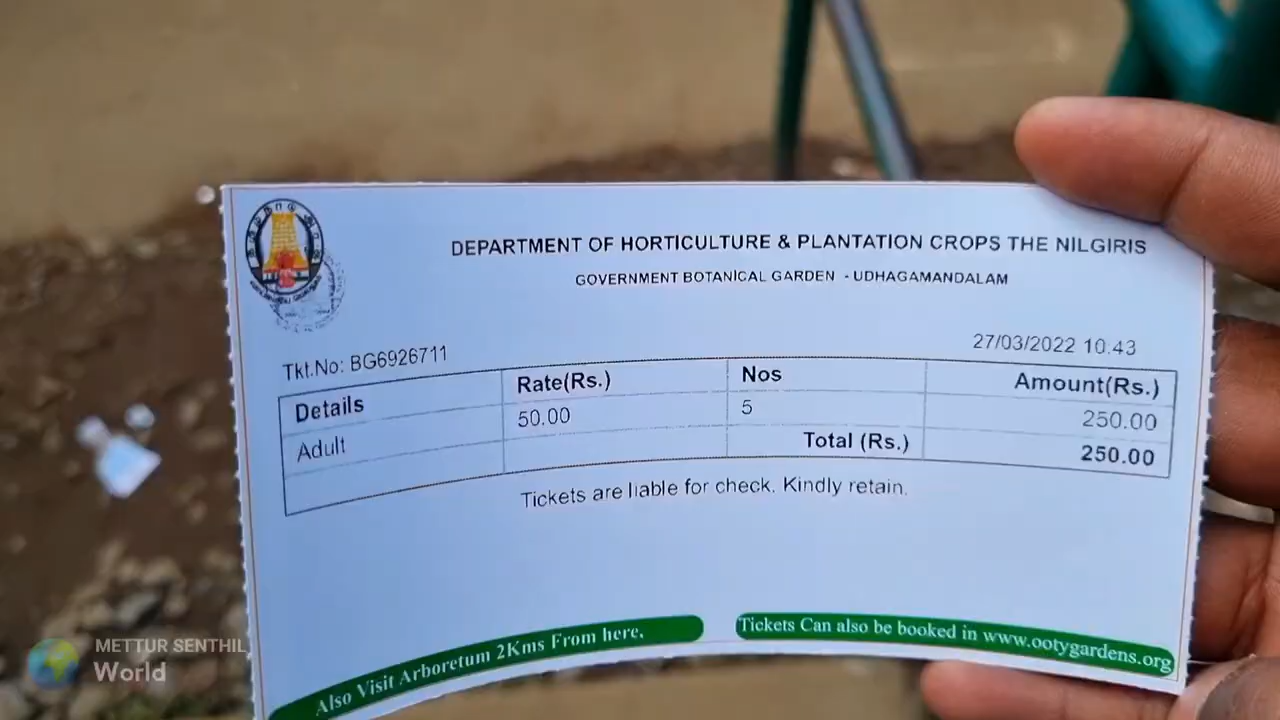 DEPARTMENT OF HORTICULTURE & PLANTATION CROPS THE NILGIRIS
GOVERNMENT BOTANICAL GARDEN - UDHAGAMANDALAM
Tkt.No: BG6926711
27/03/2022 10.43
Details Rate(Rs.) Nos Amount(Rs.)
Adult 50.00 5 250.00
Total (Rs.) 250.00
Tickets are liable for check. Kindly retain.
Also Visit Arboretum 2Kms From here.
Tickets Can also be booked in www.ootygardens.org
METTUR SENTHIL
World